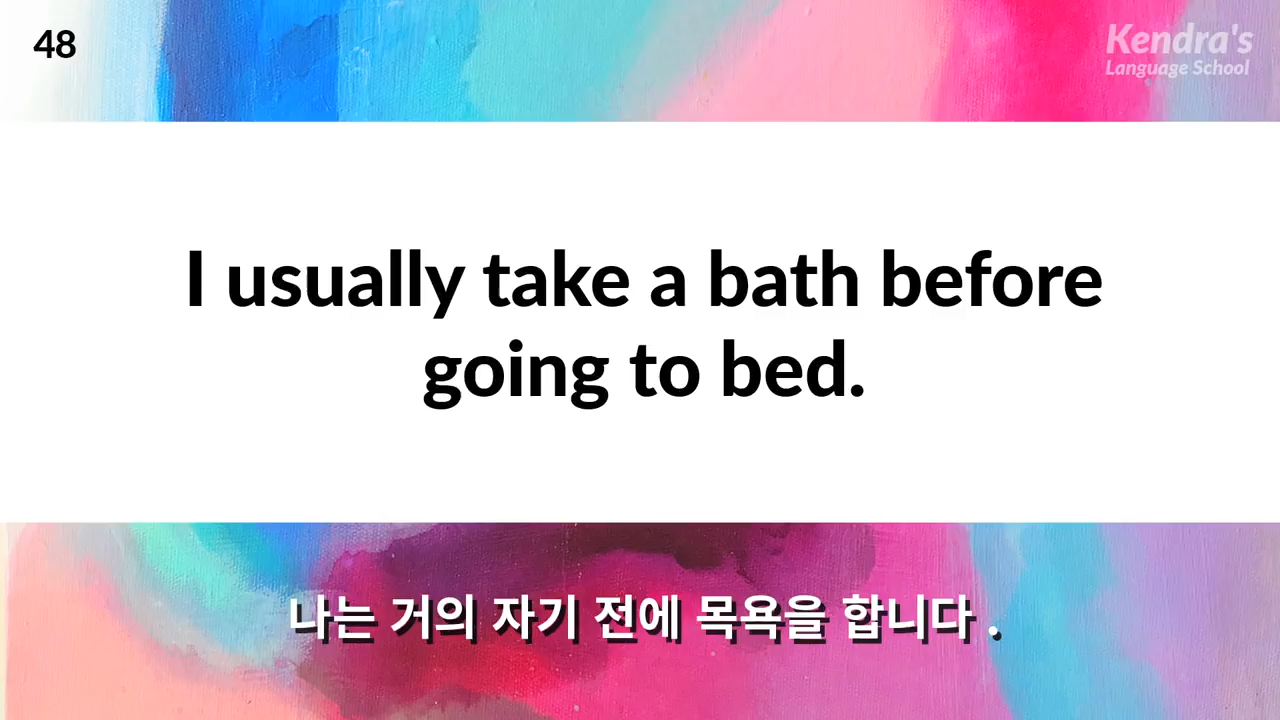 48
Kendra's
Language School
I usually take a bath before
going to bed.
나는 거의 자기 전에 목욕을 합니다 .